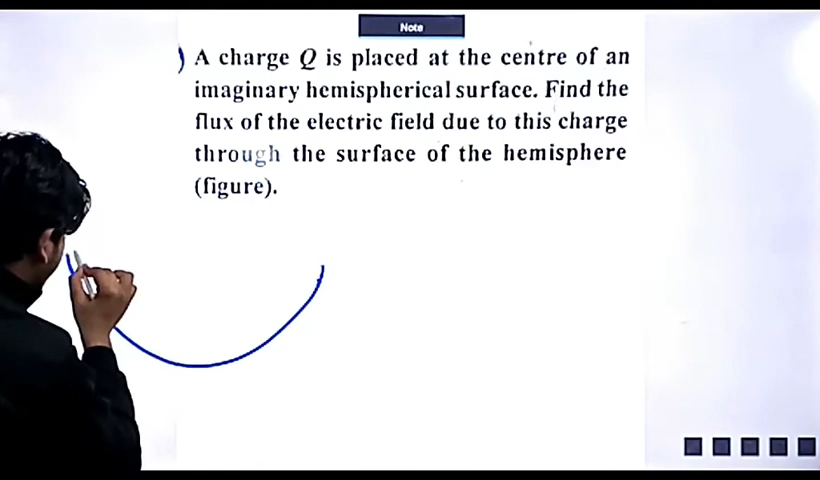 Note
) A charge Q is placed at the centre of an
imaginary hemispherical surface. Find the
flux of the electric field due to this charge
through the surface of the hemisphere
(figure).